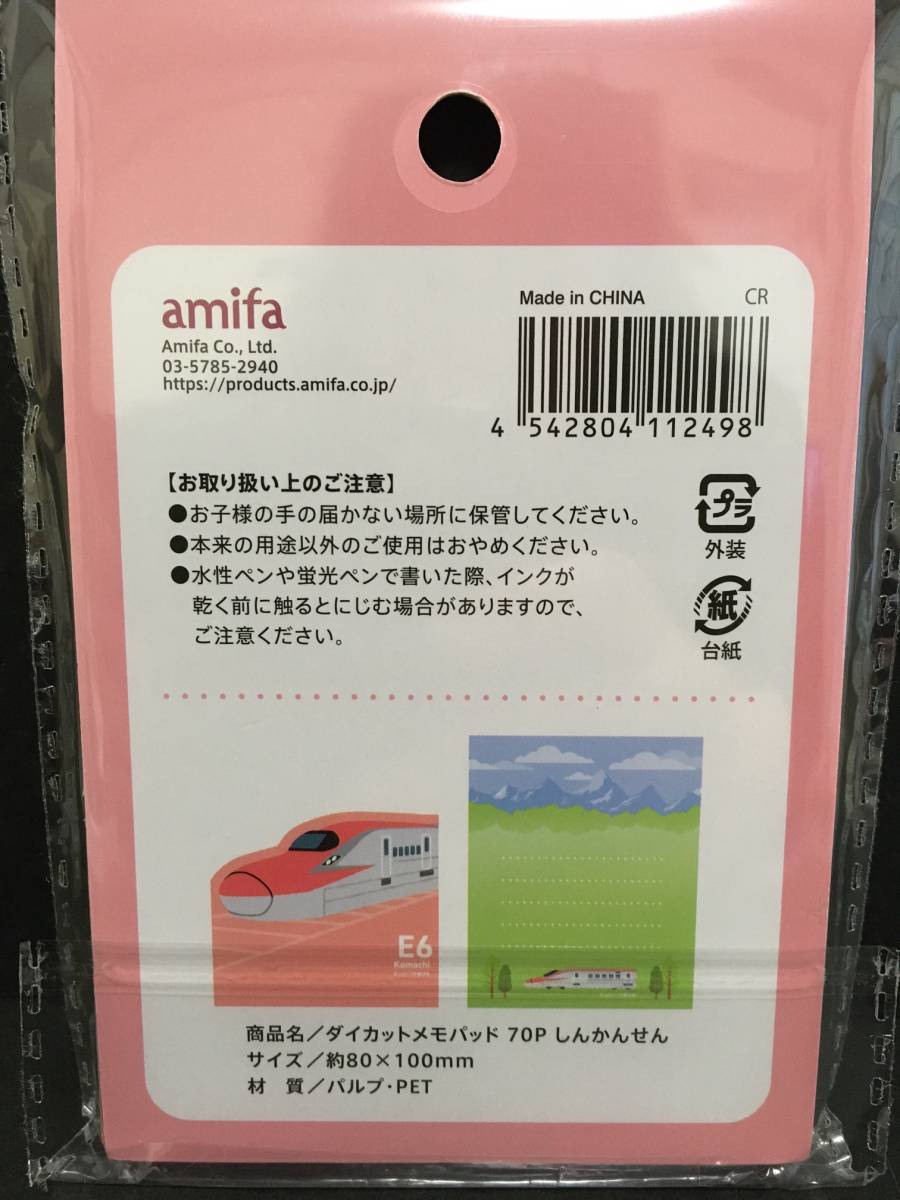 amifa
Amifa Co., Ltd.
03-5785-2940
https://products.amifa.co.jp/
Made in CHINA
CR
4 542804 112498
【お取り扱い上のご注意】
●お子様の手の届かない場所に保管してください。
●本来の用途以外のご使用はおやめください。
●水性ペンや蛍光ペンで書いた際、インクが
乾く前に触るとにじむ場合がありますので、
ご注意ください。
プラ
外装
紙
台紙
E6
Komachi
商品名／ダイカットメモパッド 70P しんかんせん
サイズ／約80×100mm
材 質／パルプ・PET